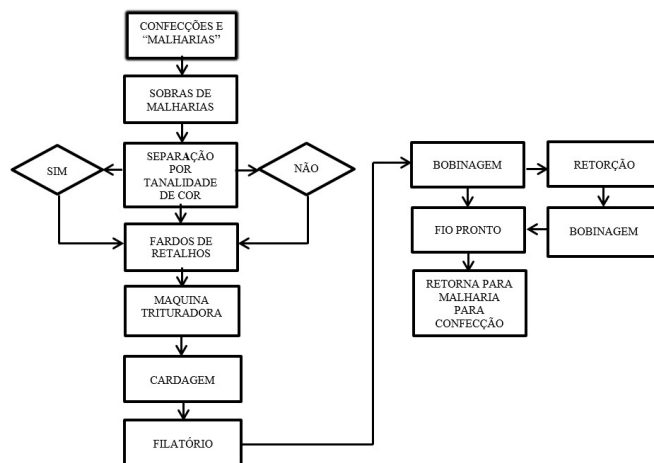 CONFECÇÕES E
“MALHARIAS”
SOBRAS DE
MALHARIAS
SIM
SEPARAÇÃO
POR
TANALIDADE
DE COR
NÃO
FARDOS DE
RETALHOS
MAQUINA
TRITURADORA
CARDAGEM
FILATÓRIO
BOBINAGEM
RETORÇÃO
FIO PRONTO
BOBINAGEM
RETORNA PARA
MALHARIA
PARA
CONFECÇÃO